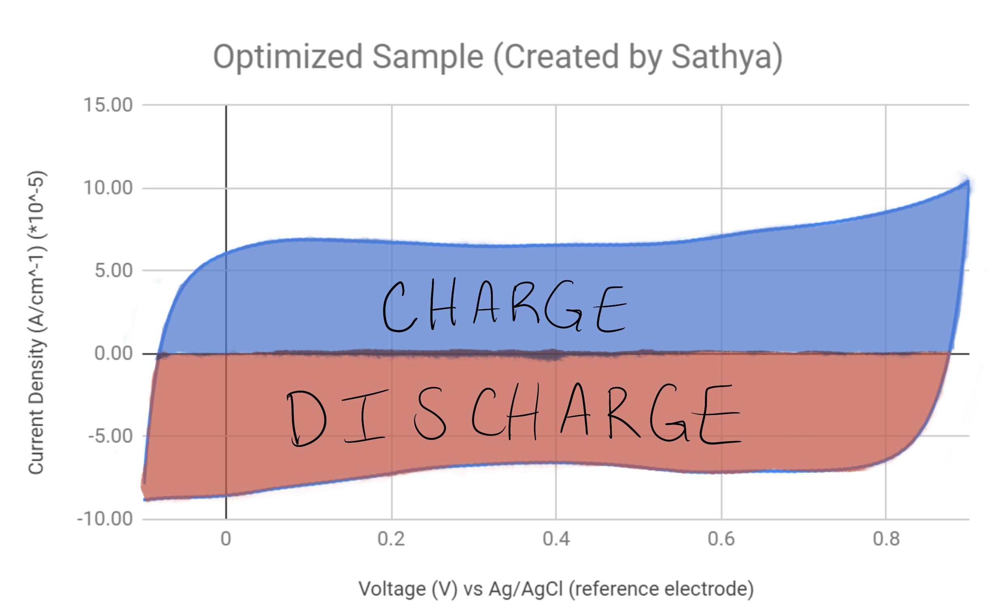 Optimized Sample (Created by Sathya)
Current Density (A/cm^-1) (*10^-5)
15.00
10.00
5.00
CHARGE
0.00
DISCHARGE
-5.00
-10.00
0 0.2 0.4 0.6 0.8
Voltage (V) vs Ag/AgCl (reference electrode)